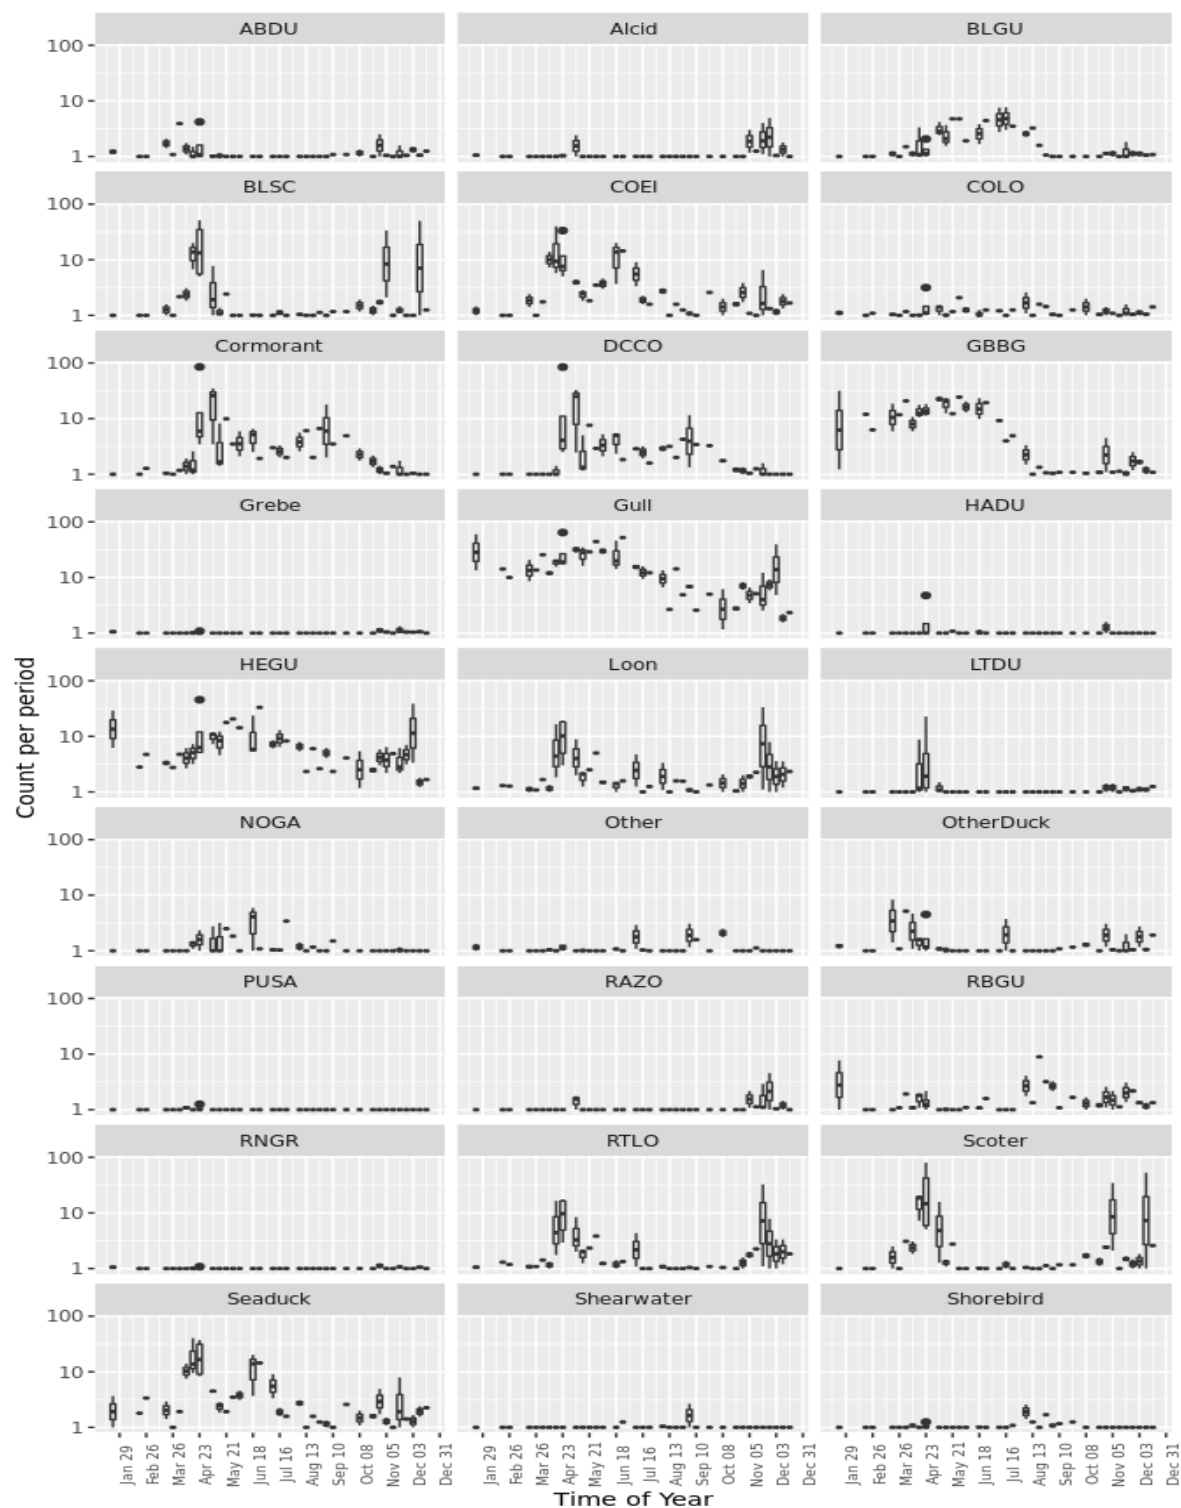 ABDU Alcid BLGU
100
10
1
BLSC COEI COLO
100
10
1
Cormorant DCCO GBBG
100
10
1
Grebe Gull HADU
100
10
1
HEGU Loon LTDU
100
10
1
NOGA Other OtherDuck
100
10
1
PUSA RAZO RBGU
100
10
1
RNGR RTLO Scoter
100
10
1
Seaduck Shearwater Shorebird
100
10
1
Count per period
Jan 29 Feb 26 Mar 26 Apr 23 May 21 Jun 18 Jul 16 Aug 13 Sep 10 Oct 08 Nov 05 Dec 03 Dec 31 Jan 29 Feb 26 Mar 26 Apr 23 May 21 Jun 18 Jul 16 Aug 13 Sep 10 Oct 08 Nov 05 Dec 03 Dec 31 Jan 29 Feb 26 Mar 26 Apr 23 May 21 Jun 18 Jul 16 Aug 13 Sep 10 Oct 08 Nov 05 Dec 03 Dec 31
Time of Year